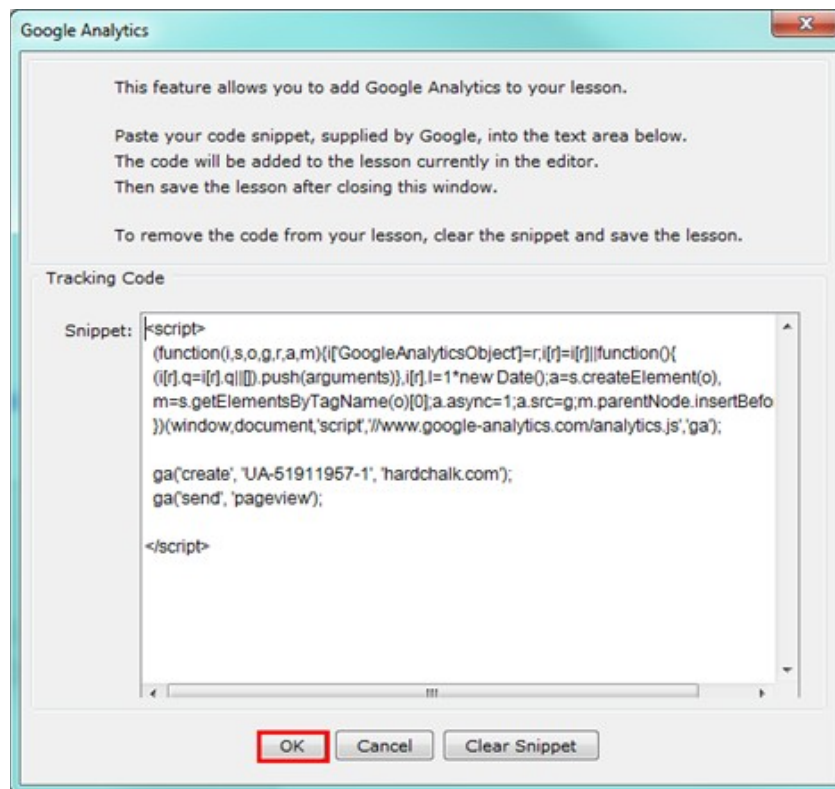 Google Analytics
This feature allows you to add Google Analytics to your lesson.
Paste your code snippet, supplied by Google, into the text area below.
The code will be added to the lesson currently in the editor.
Then save the lesson after closing this window.
To remove the code from your lesson, clear the snippet and save the lesson.
Tracking Code
Snippet:
<script>
(function(i,s,o,g,r,a,m){i['GoogleAnalyticsObject']=r;i[r]=i[r]||function(){
(i[r].q=i[r].q||[]).push(arguments)},i[r].l=1*new Date();a=s.createElement(o),
m=s.getElementsByTagName(o)[0];a.async=1;a.src=g;m.parentNode.insertBefo
})(window,document,'script','//www.google-analytics.com/analytics.js','ga');
ga('create', 'UA-51911957-1', 'hardchalk.com');
ga('send', 'pageview');
</script>
OK Cancel Clear Snippet